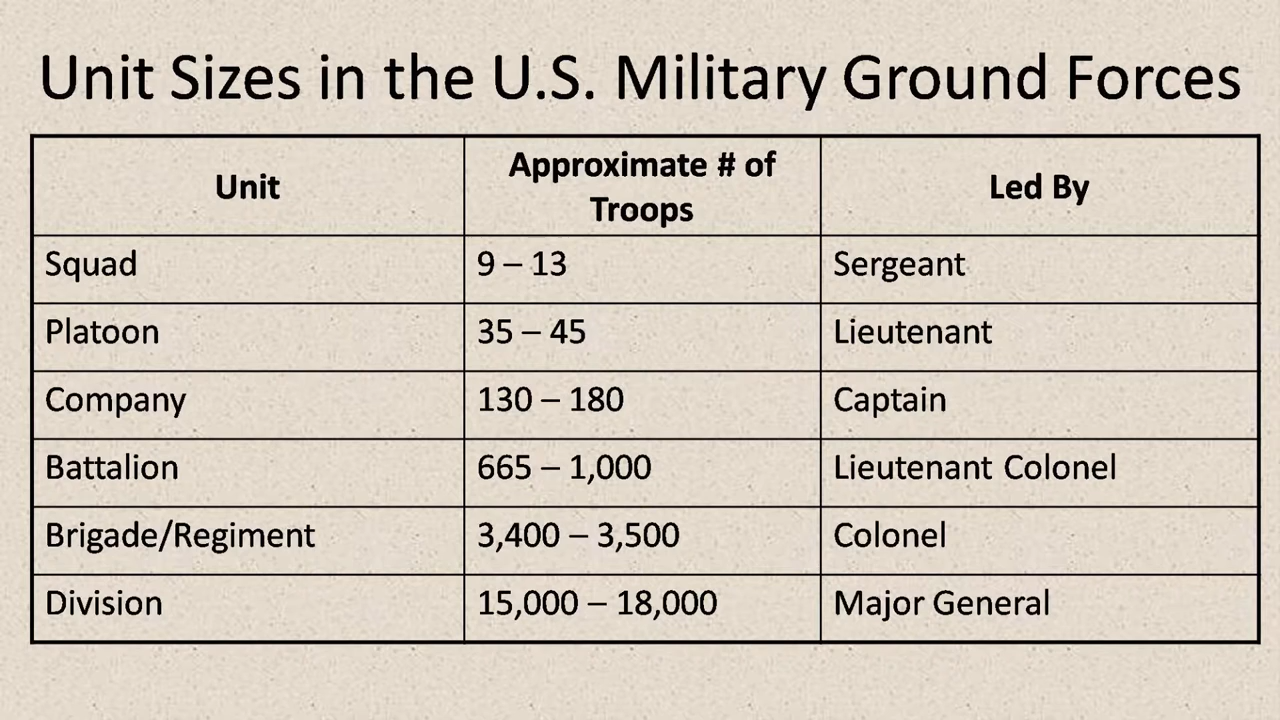 Unit Sizes in the U.S. Military Ground Forces
Unit
Approximate # of
Troops
Led By
Squad
9 – 13
Sergeant
Platoon
35 – 45
Lieutenant
Company
130 – 180
Captain
Battalion
665 – 1,000
Lieutenant Colonel
Brigade/Regiment
3,400 – 3,500
Colonel
Division
15,000 – 18,000
Major General